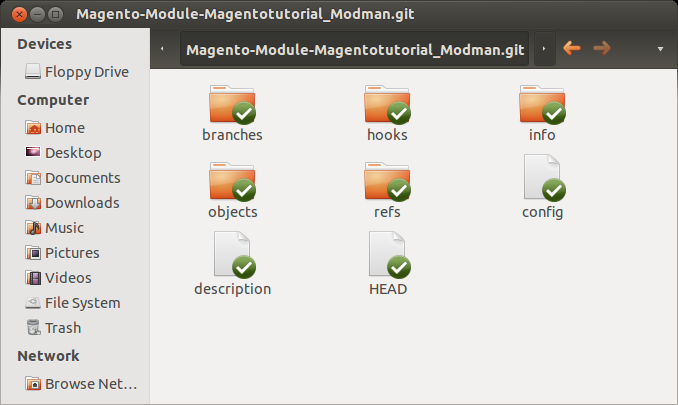 Magento-Module-Magentotutorial_Modman.git
Devices
Floppy Drive
Computer
Home
Desktop
Documents
Downloads
Music
Pictures
Videos
File System
Trash
Network
Browse Net...
Magento-Module-Magentotutorial_Modman.git
branches
hooks
info
objects
refs
config
description
HEAD